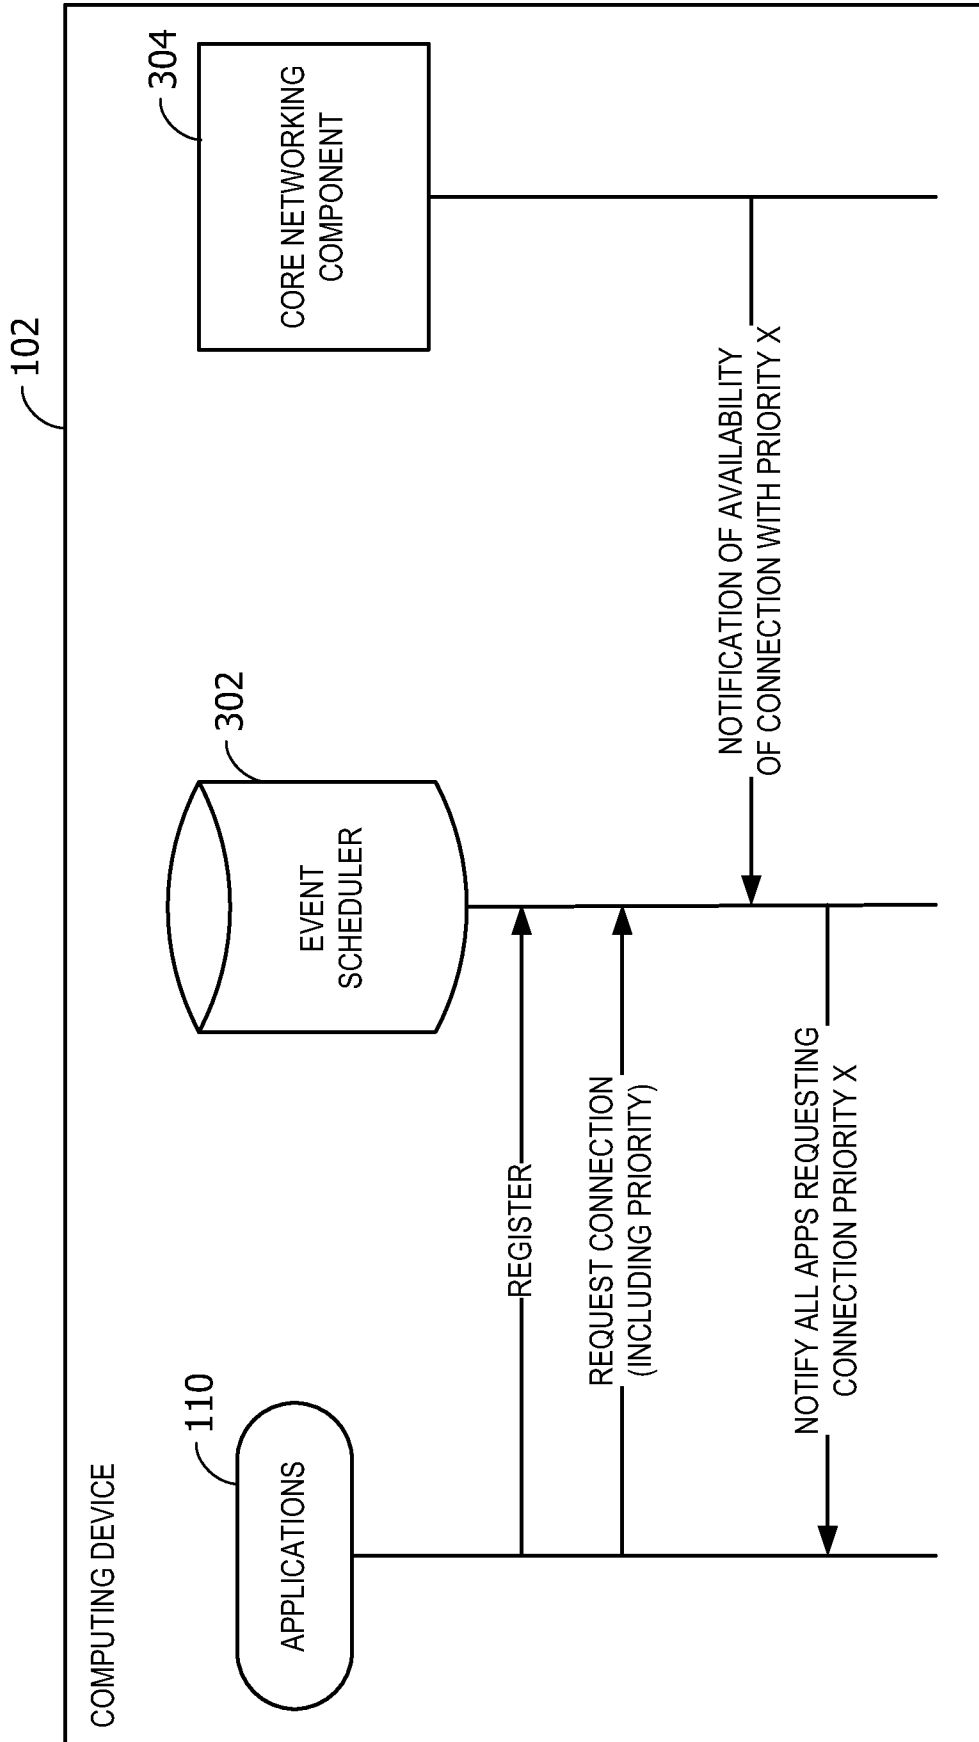 102
COMPUTING DEVICE
110
APPLICATIONS
302
EVENT
SCHEDULER
304
CORE NETWORKING
COMPONENT
REGISTER
REQUEST CONNECTION
(INCLUDING PRIORITY)
NOTIFICATION OF AVAILABILITY
OF CONNECTION WITH PRIORITY X
NOTIFY ALL APPS REQUESTING
CONNECTION PRIORITY X